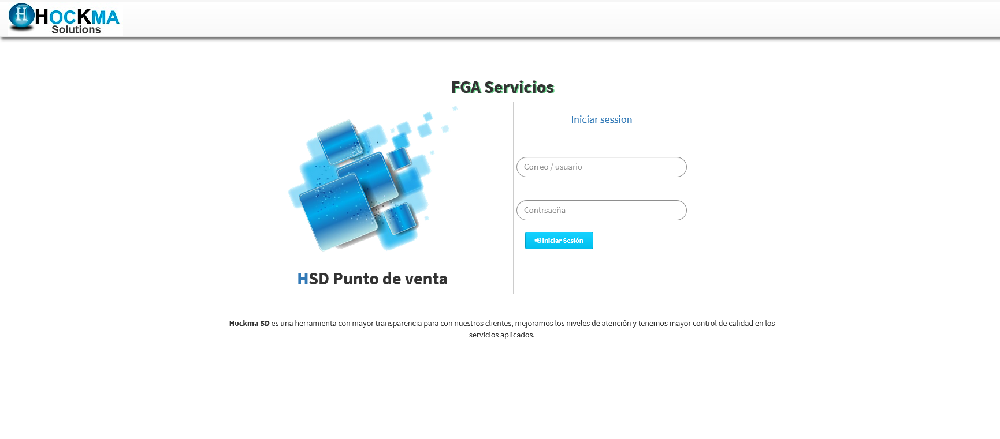 H HOCKMA
Solutions
FGA Servicios
Iniciar session
Correo / usuario
Contrsaeña
Iniciar Sesión
HSD Punto de venta
Hockma SD es una herramienta con mayor transparencia para con nuestros clientes, mejoramos los niveles de atención y tenemos mayor control de calidad en los
servicios aplicados.